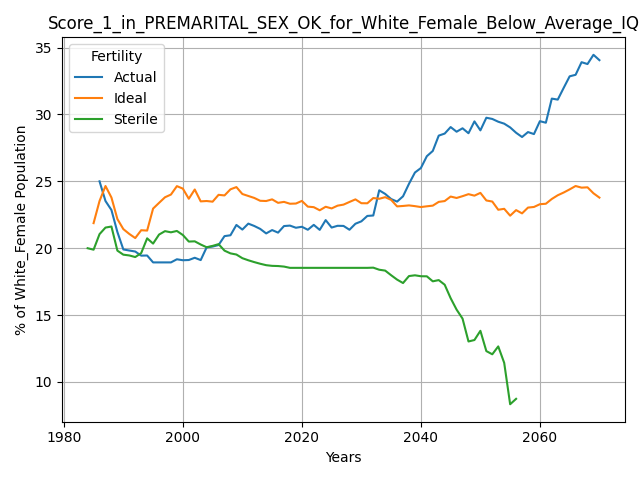 Score_1_in_PREMARITAL_SEX_OK_for_White_Female_Below_Average_IQ
Fertility
Actual
Ideal
Sterile
% of White_Female Population
35
30
25
20
15
10
1980
2000
2020
2040
2060
Years